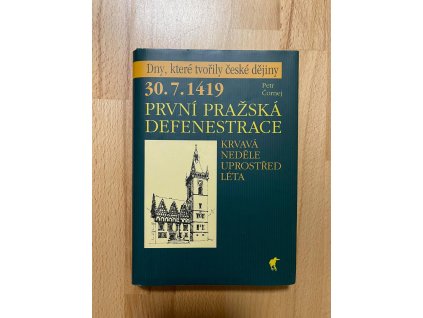 Dny, které tvořily české dějiny
30.7.1419
Petr
Čornej
PRVNÍ PRAŽSKÁ
DEFENESTRACE
KRVAVÁ
NEDĚLE
UPROSTŘED
LÉTA